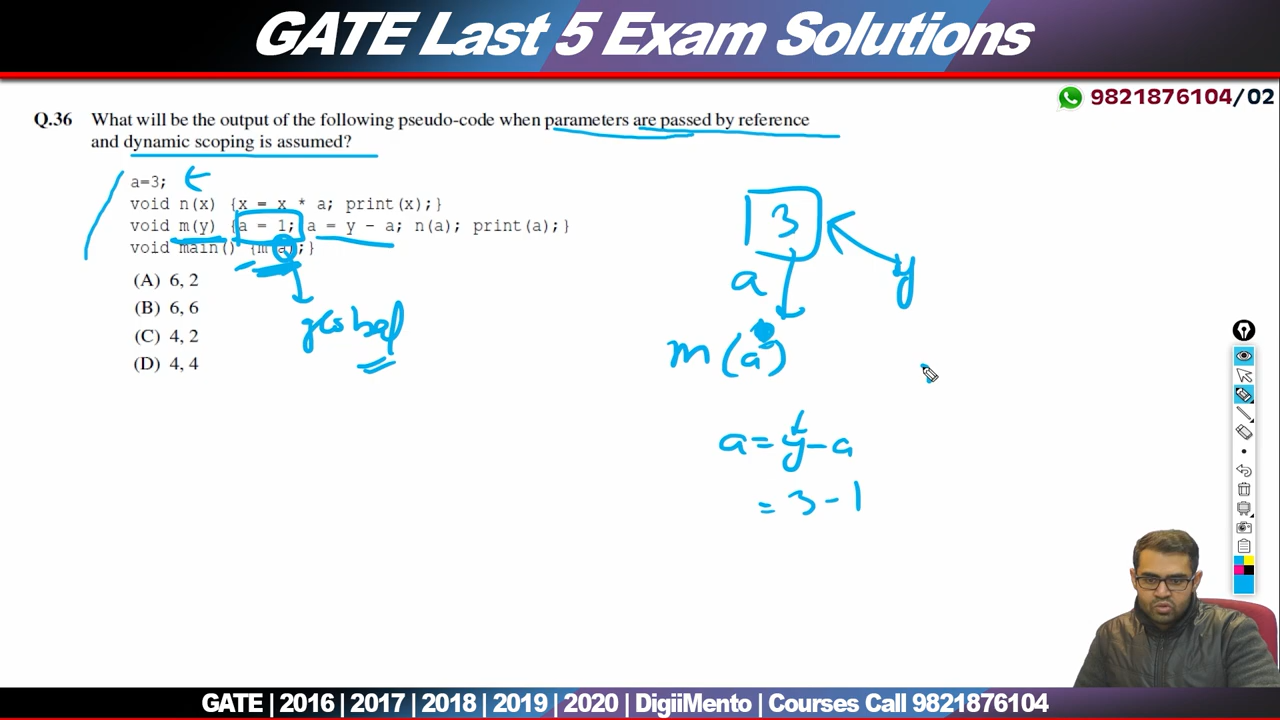 GATE Last 5 Exam Solutions
9821876104/02
Q.36 What will be the output of the following pseudo-code when parameters are passed by reference
and dynamic scoping is assumed?
a=3;
void n(x) {x = x * a; print(x);}
void m(y) {a = 1; a = y - a; n(a); print(a);}
void main() {m(a);}
(A) 6, 2
(B) 6, 6
(C) 4, 2
(D) 4, 4
global
3
a
y
m(a)
a = y - a
= 3 - 1
GATE | 2016 | 2017 | 2018 | 2019 | 2020 | DigiiMento | Courses Call 9821876104